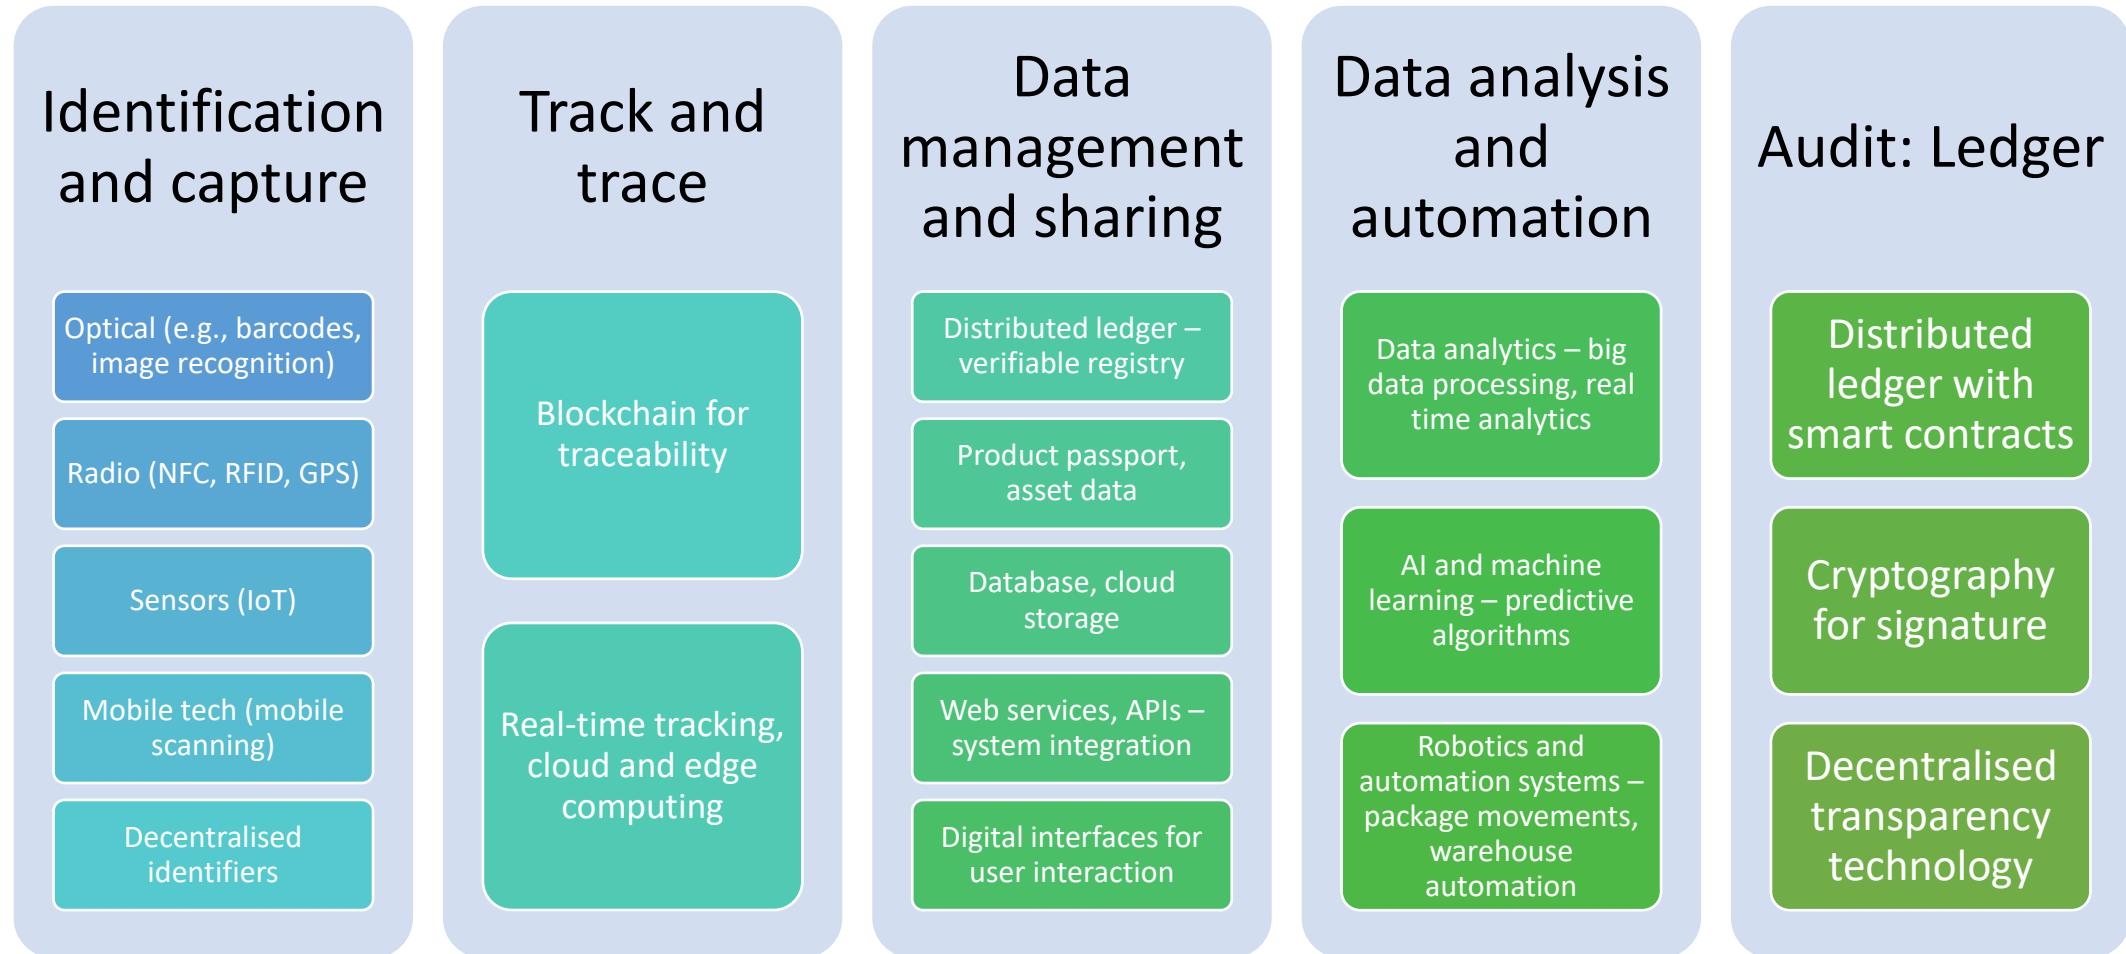 Identification
and capture
Optical (e.g., barcodes,
image recognition)
Radio (NFC, RFID, GPS)
Sensors (IoT)
Mobile tech (mobile
scanning)
Decentralised
identifiers
Track and
trace
Blockchain for
traceability
Real-time tracking,
cloud and edge
computing
Data
management
and sharing
Distributed ledger –
verifiable registry
Product passport,
asset data
Database, cloud
storage
Web services, APIs –
system integration
Digital interfaces for
user interaction
Data analysis
and
automation
Data analytics – big
data processing, real
time analytics
AI and machine
learning – predictive
algorithms
Robotics and
automation systems –
package movements,
warehouse
automation
Audit: Ledger
Distributed
ledger with
smart contracts
Cryptography
for signature
Decentralised
transparency
technology